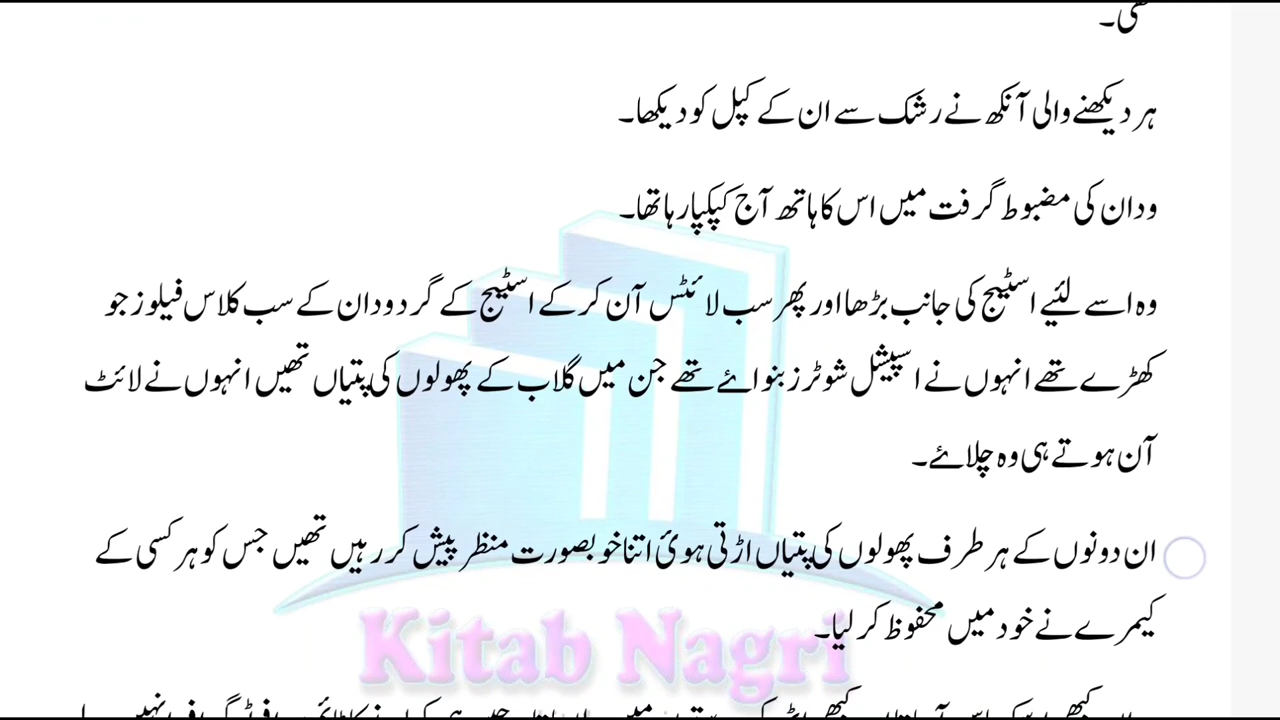 ہر دیکھنے والی آنکھ نے رشک سے ان کے کپل کو دیکھا۔
ودان کی مضبوط گرفت میں اس کا ہاتھ آج کپکپا رہا تھا۔
وہ اسے لئیے اسٹیج کی جانب بڑھا اور پھر سب لائٹس آن کر کے اسٹیج کے گرد ودان کے سب کلاس فیلوز جو
کھڑے تھے انہوں نے اسپیشل شوٹرز بنوائے تھے جن میں گلاب کے پھولوں کی پتیاں تھیں انہوں نے لائٹ
آن ہوتے ہی وہ چلائے۔
ان دونوں کے ہر طرف پھولوں کی پتیاں اڑتی ہوئ اتنا خوبصورت منظر پیش کر رہیں تھیں جس کو ہر کسی کے
کیمرے نے خود میں محفوظ کر لیا۔
Kitab Nagri